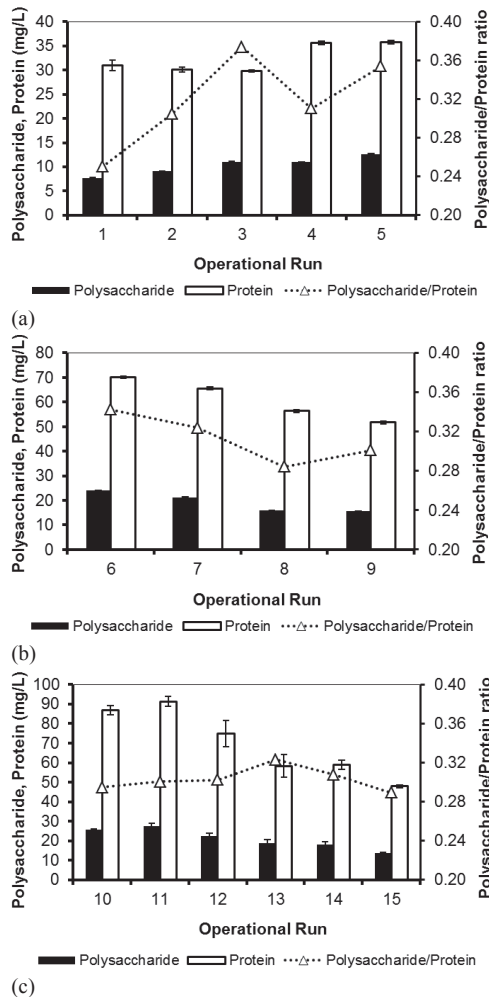 Polysaccharide, Protein (mg/L)
40
35
30
25
20
15
10
5
0
0.40
0.36
0.32
0.28
0.24
0.20
Polysaccharide/Protein ratio
1 2 3 4 5
Operational Run
Polysaccharide Protein Polysaccharide/Protein
(a)
Polysaccharide, Protein (mg/L)
80
70
60
50
40
30
20
10
0
0.40
0.36
0.32
0.28
0.24
0.20
Polysaccharide/Protein ratio
6 7 8 9
Operational Run
Polysaccharide Protein Polysaccharide/Protein
(b)
Polysaccharide, Protein (mg/L)
100
90
80
70
60
50
40
30
20
10
0
0.40
0.36
0.32
0.28
0.24
0.20
Polysaccharide/Protein ratio
10 11 12 13 14 15
Operational Run
Polysaccharide Protein Polysaccharide/Protein
(c)